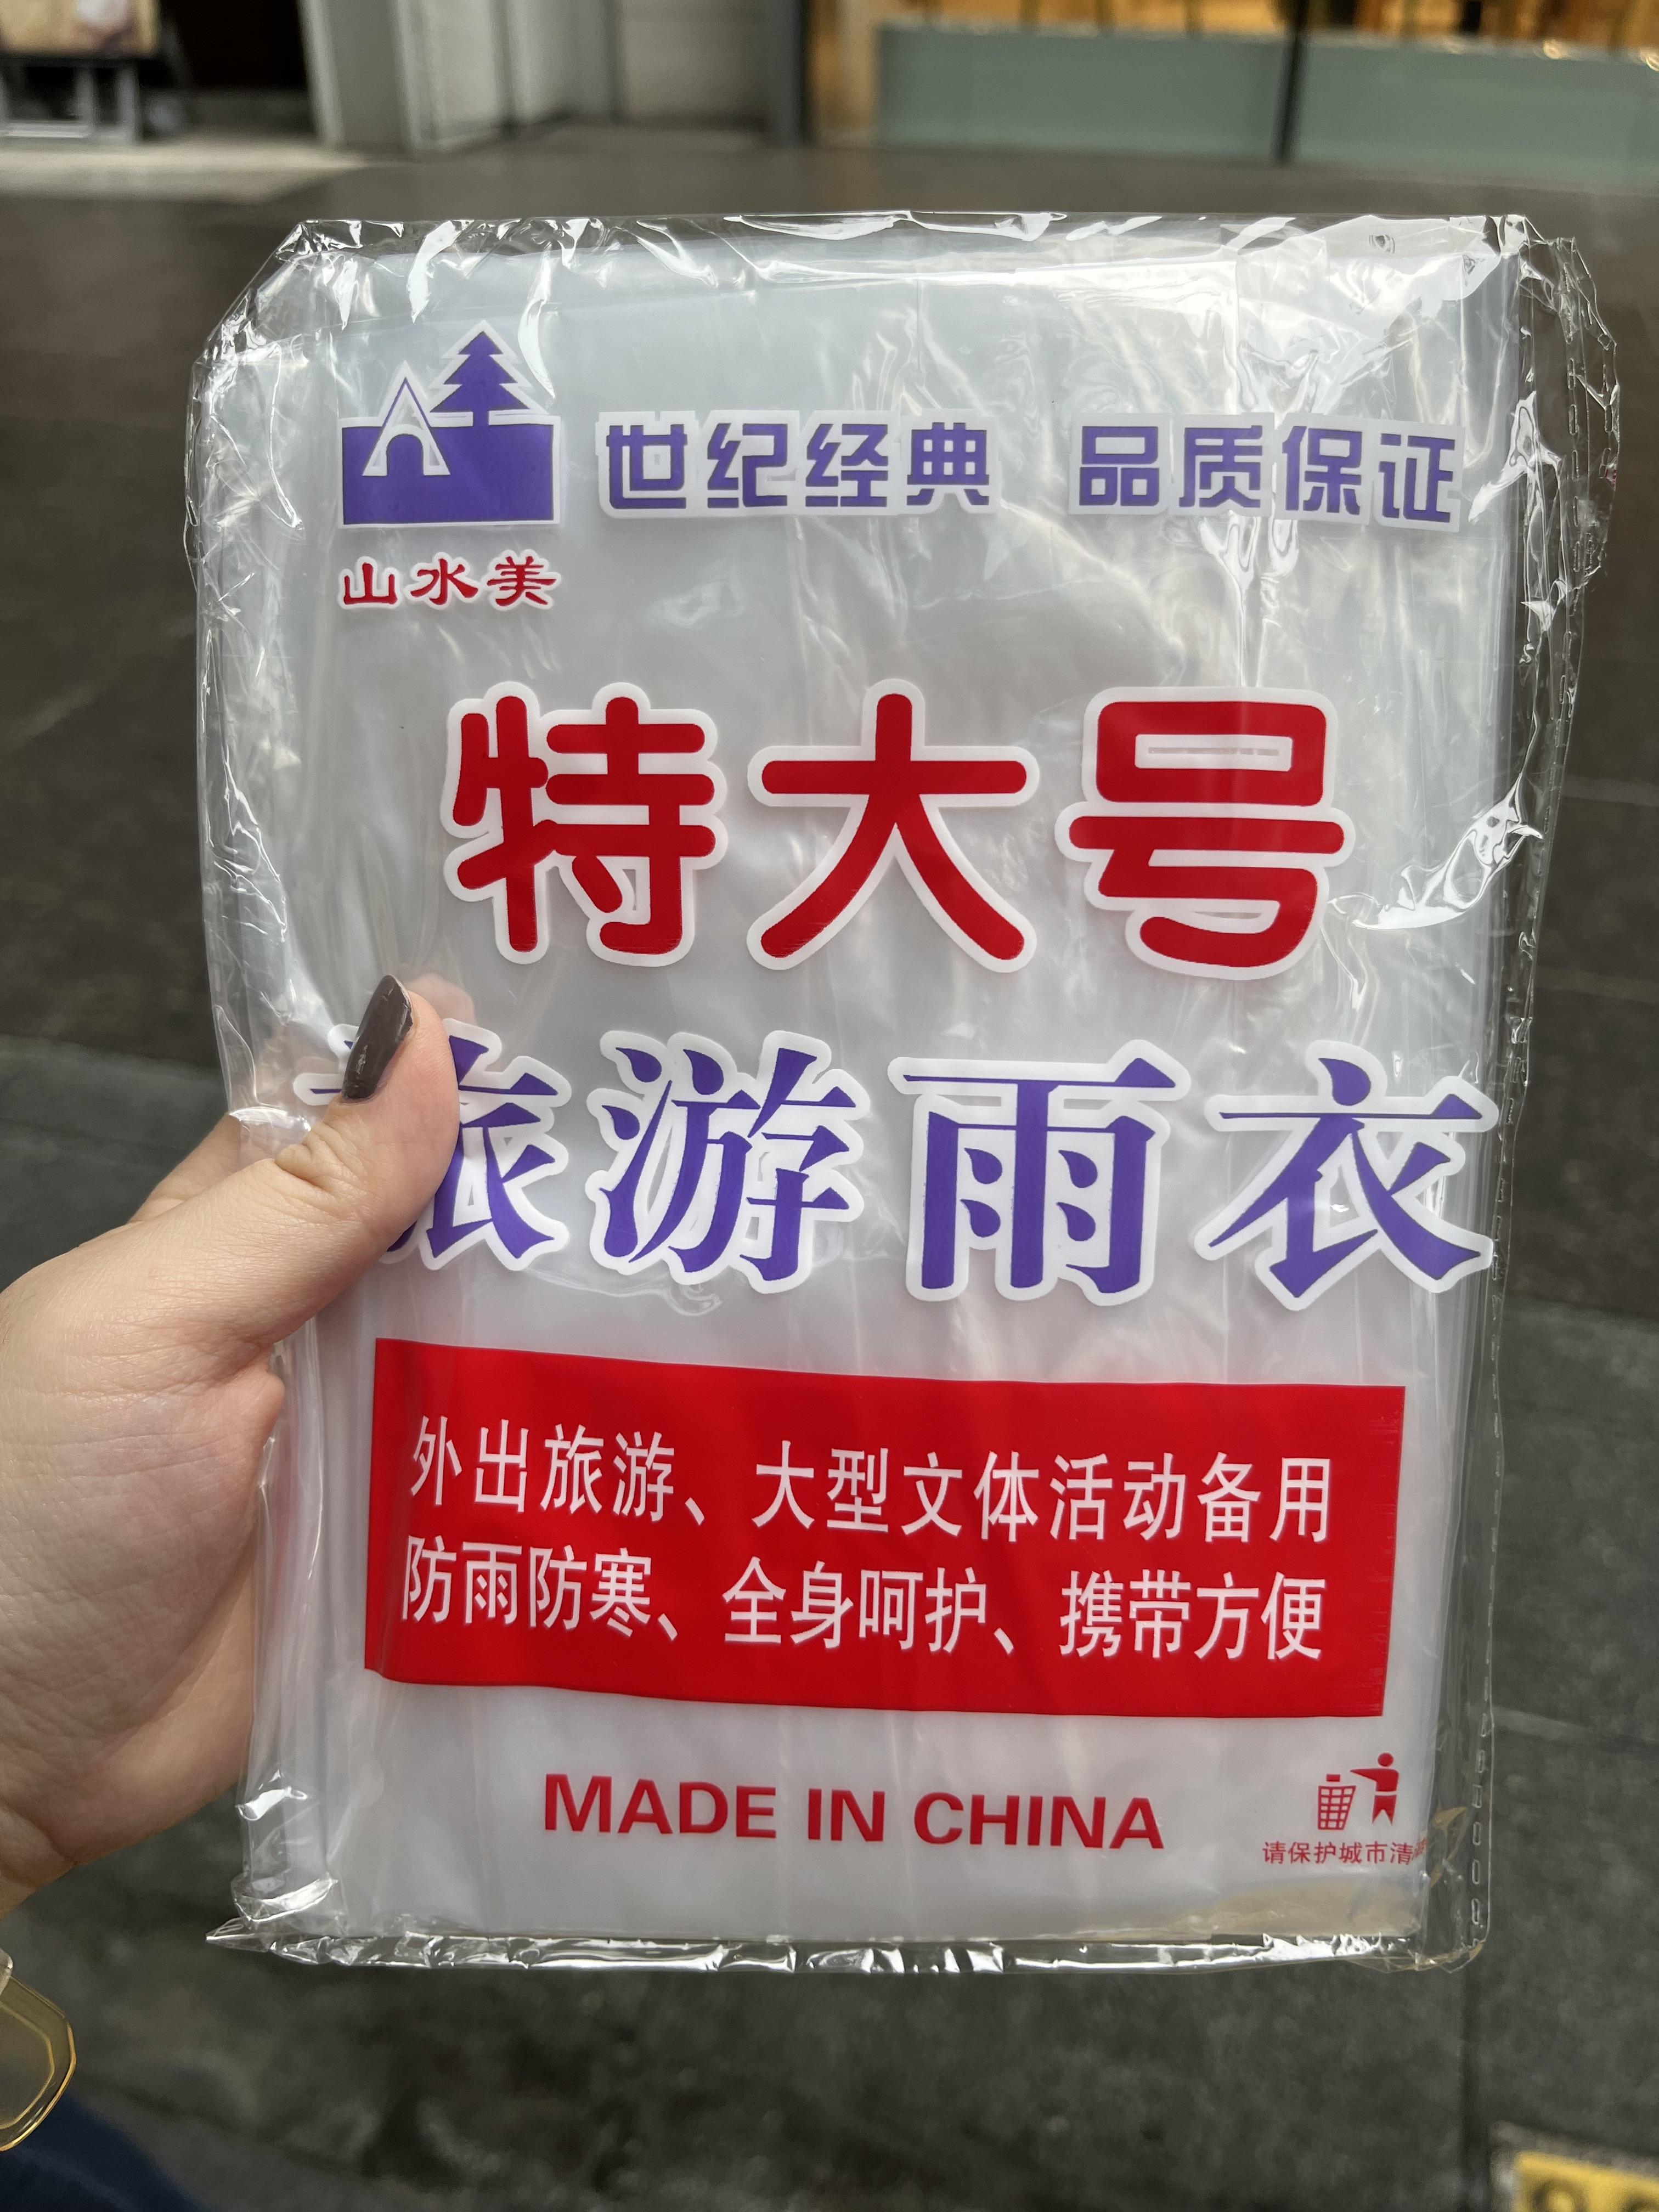 世纪经典 品质保证
山水美
特大号
旅游雨衣
外出旅游、大型文体活动备用
防雨防寒、全身呵护、携带方便
MADE IN CHINA
请保护城市清